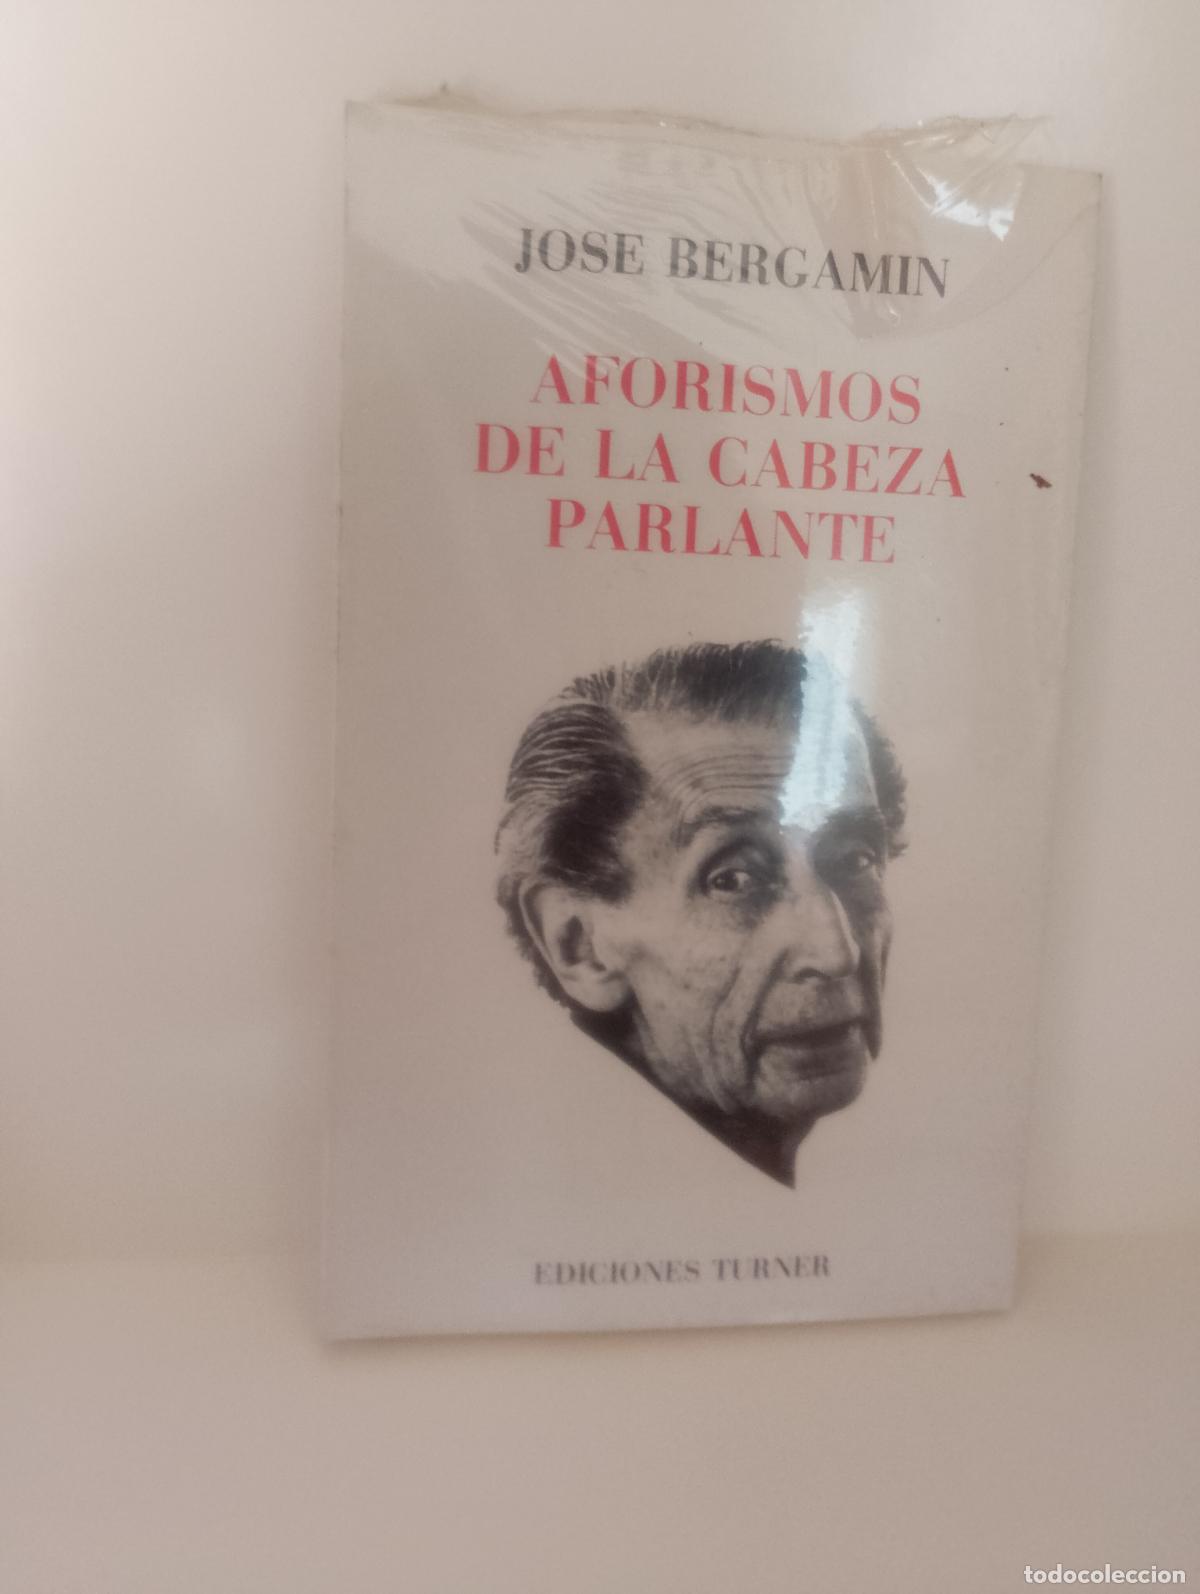 JOSE BERGAMIN
AFORISMOS
DE LA CABEZA
PARLANTE
EDICIONES TURNER
todocoleccion